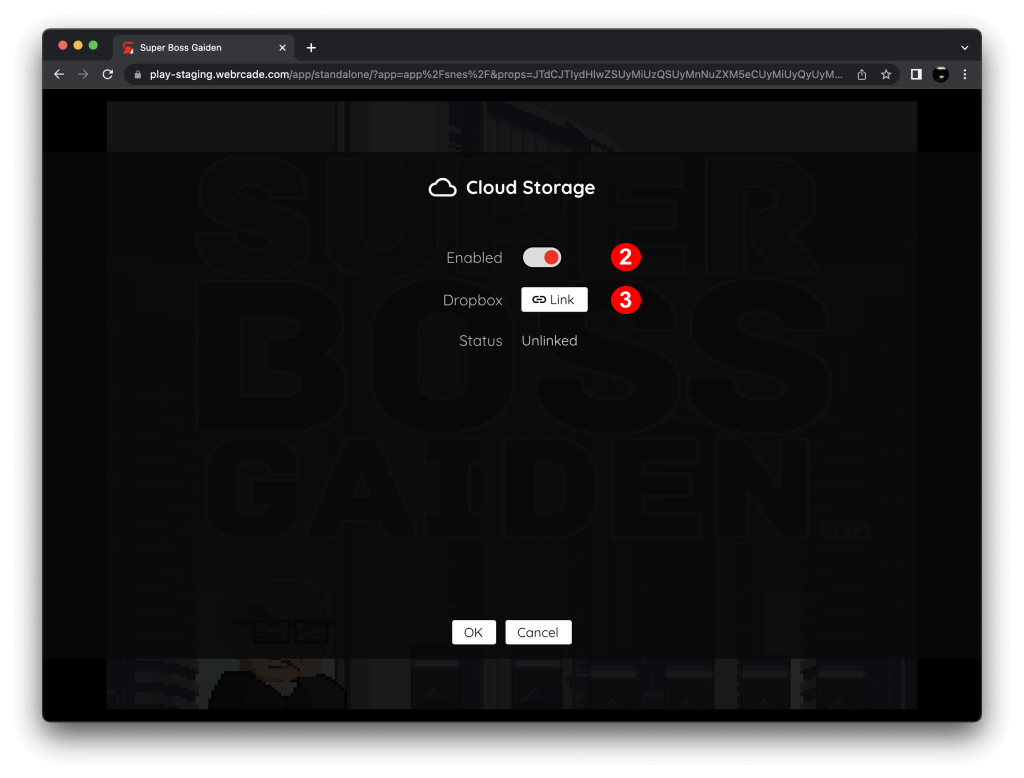 Super Boss Gaiden
play-staging.webrcade.com/app/standalone/?app=app%2Fsnes%2F&props=JTdCJTIydHlwZSUyMiUzQSUyMnNuZXM5eCUyMiUyQyUyM...
SUPER
Cloud Storage
Enabled
2
Dropbox
Link
3
Status
Unlinked
BOSS
GAIDEN
OK
Cancel